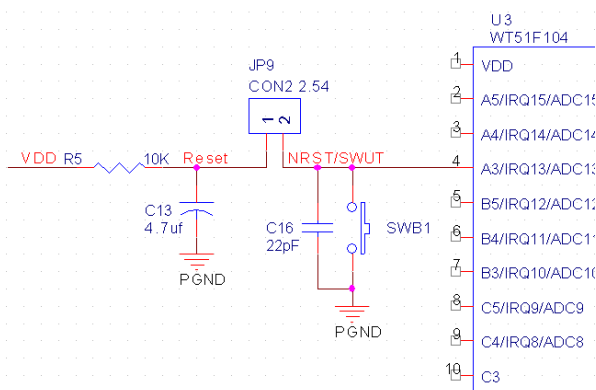 U3
WT51F104
JP9
CON2 2.54
1
2
VDD R5 10K Reset
NRST/SWUT
C13
4.7uf
PGND
C16
22pF
SWB1
PGND
1 VDD
2 A5/IRQ15/ADC15
3 A4/IRQ14/ADC14
4 A3/IRQ13/ADC13
5 B5/IRQ12/ADC12
6 B4/IRQ11/ADC11
7 B3/IRQ10/ADC10
8 C5/IRQ9/ADC9
9 C4/IRQ8/ADC8
10 C3